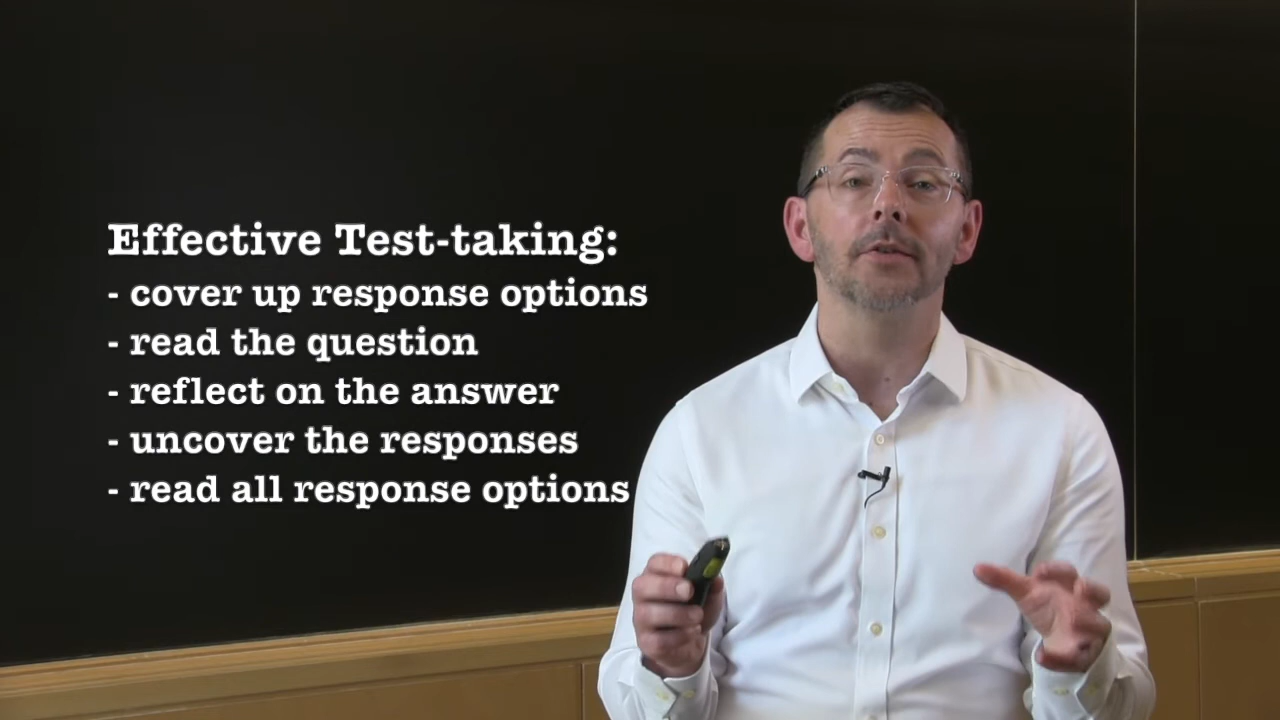 Effective Test-taking:
- cover up response options
- read the question
- reflect on the answer
- uncover the responses
- read all response options